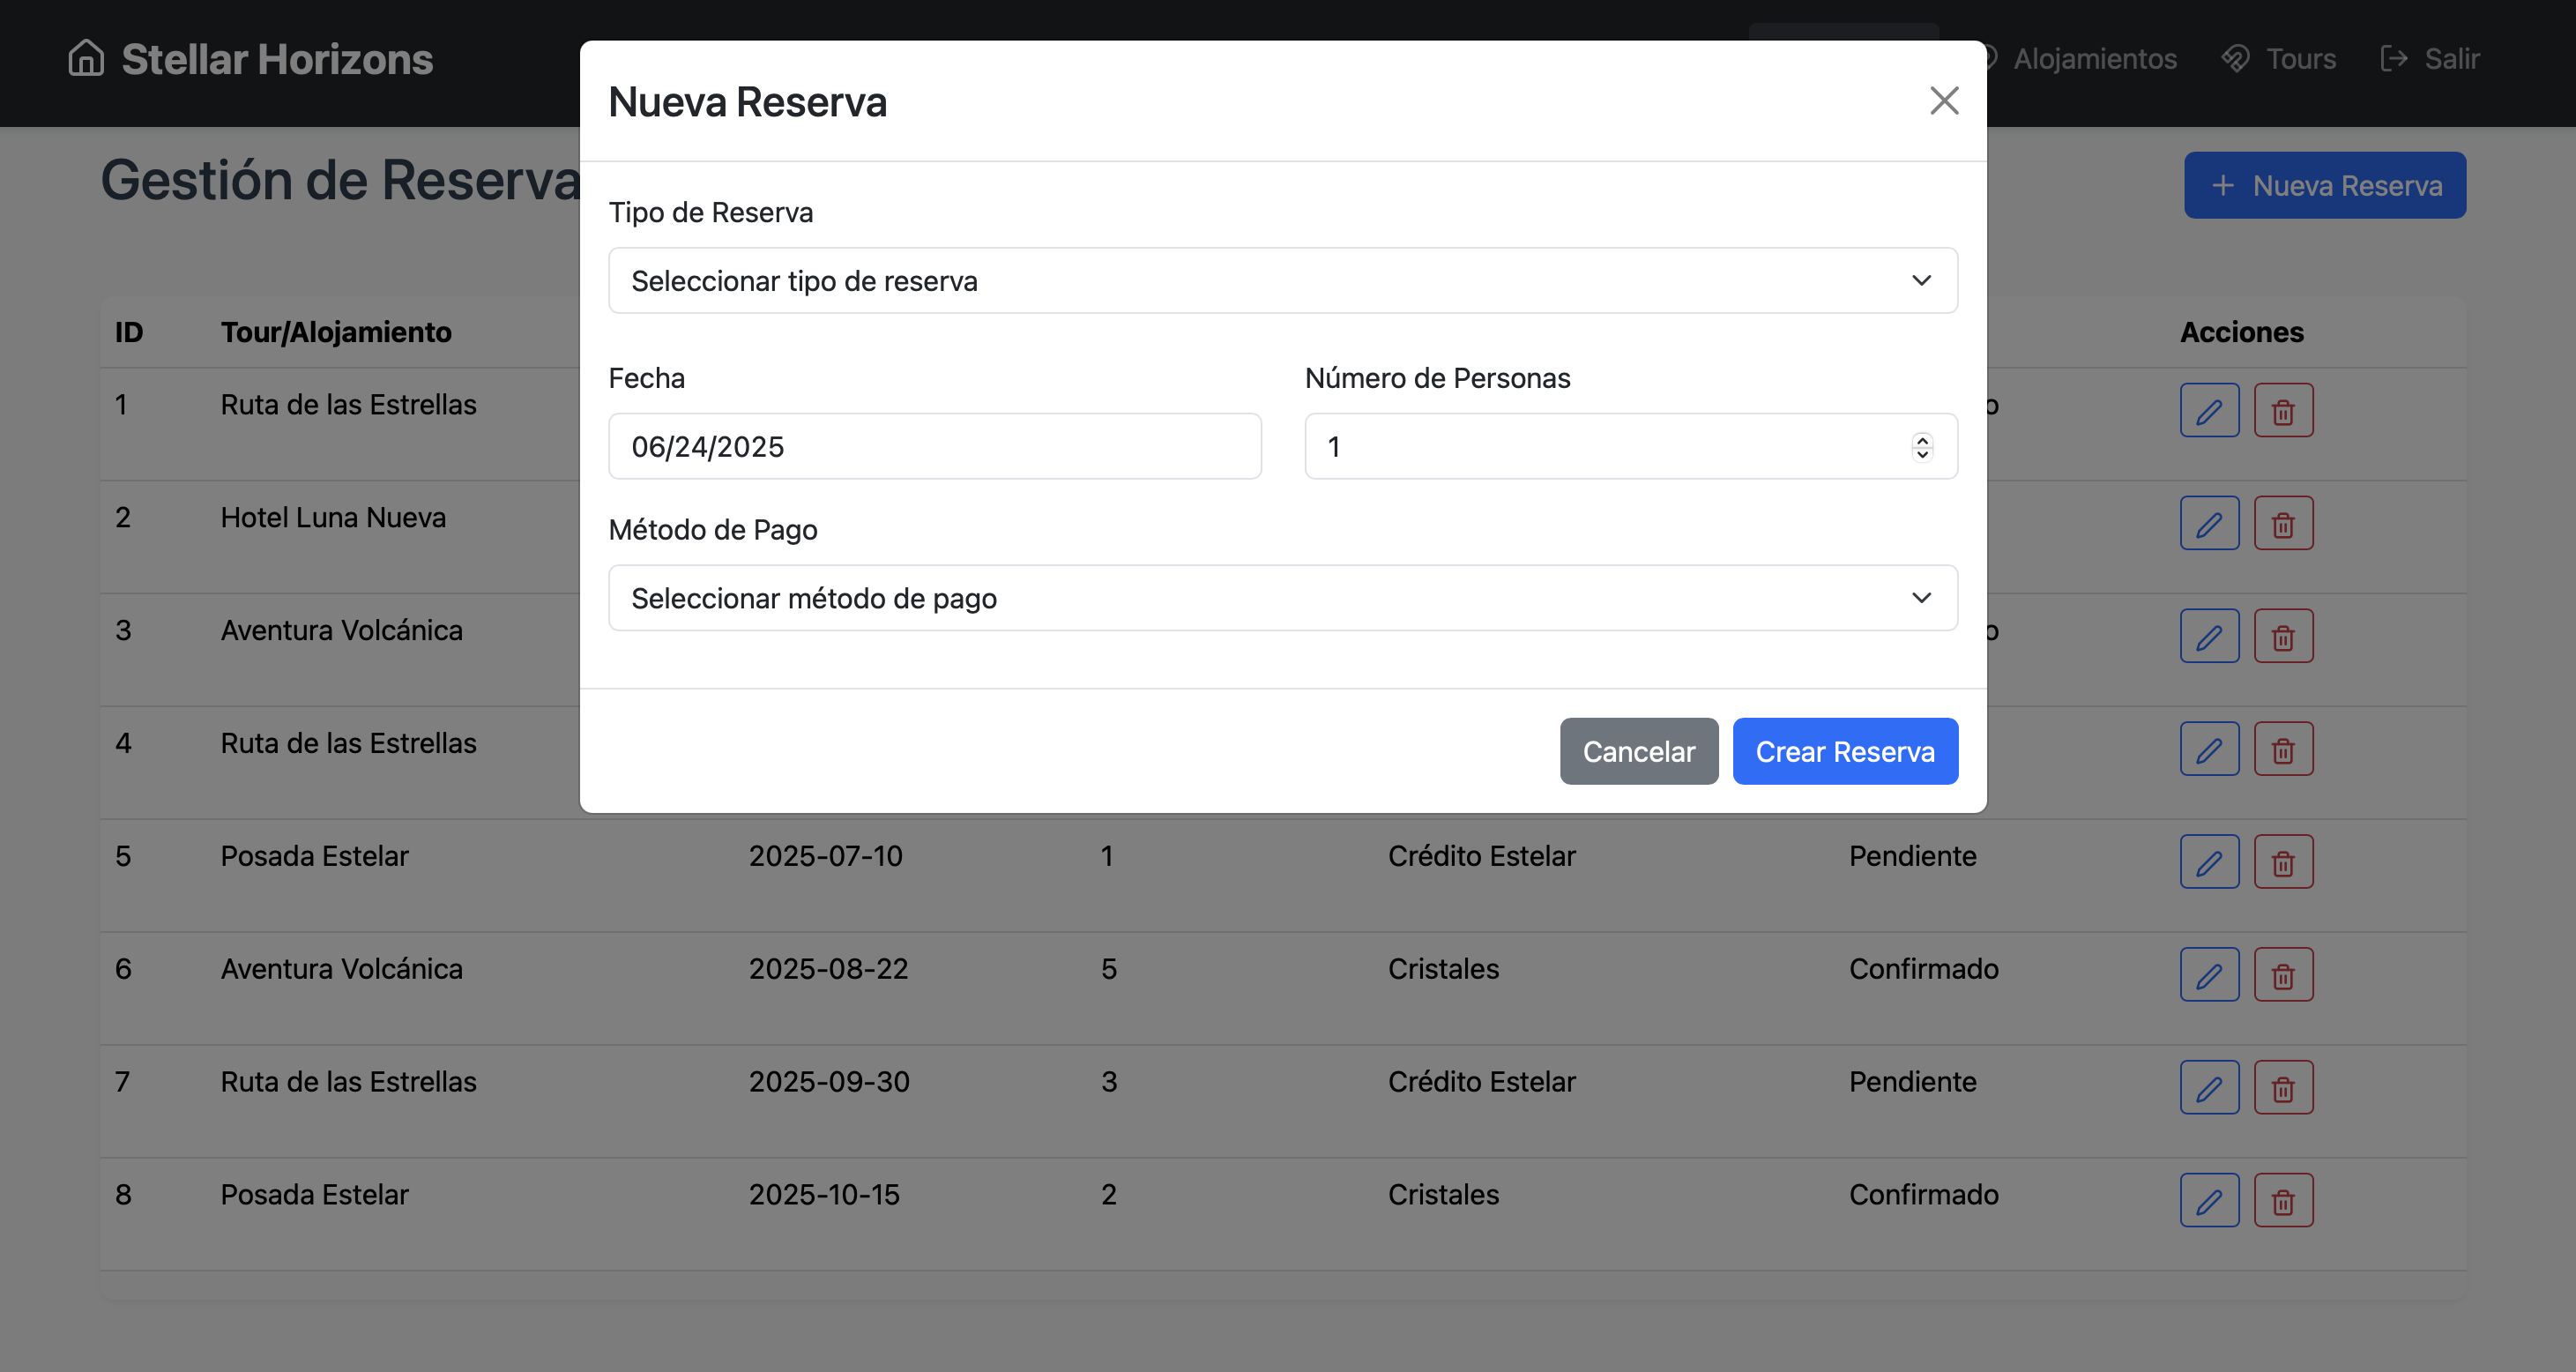 Stellar Horizons
Alojamientos
Tours
Salir
Gestión de Reserva
Nueva Reserva
Nueva Reserva
Tipo de Reserva
Seleccionar tipo de reserva
Fecha
Número de Personas
06/24/2025
1
Método de Pago
Seleccionar método de pago
Cancelar
Crear Reserva
ID Tour/Alojamiento Acciones
1 Ruta de las Estrellas o
2 Hotel Luna Nueva
3 Aventura Volcánica o
4 Ruta de las Estrellas
5 Posada Estelar 2025-07-10 1 Crédito Estelar Pendiente
6 Aventura Volcánica 2025-08-22 5 Cristales Confirmado
7 Ruta de las Estrellas 2025-09-30 3 Crédito Estelar Pendiente
8 Posada Estelar 2025-10-15 2 Cristales Confirmado